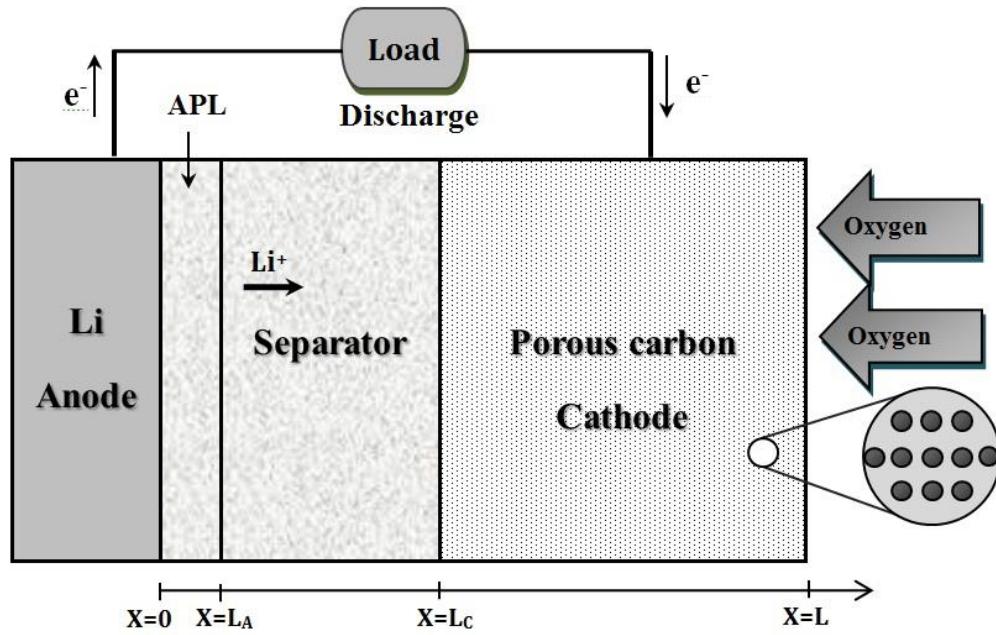 Load
e-
e-
APL
Discharge
Oxygen
Li+
Li
Anode
Separator
Porous carbon
Cathode
Oxygen
X=0
X=LA
X=LC
X=L